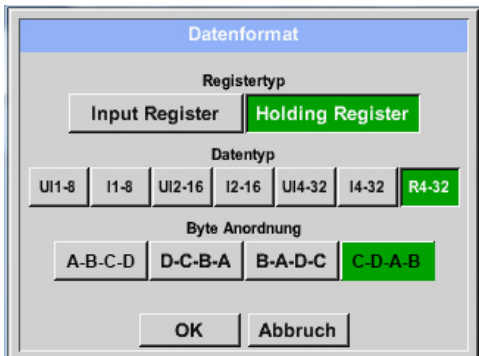 Datenformat
Registertyp
Input Register Holding Register
Datentyp
UI1-8 I1-8 UI2-16 I2-16 UI4-32 I4-32 R4-32
Byte Anordnung
A-B-C-D D-C-B-A B-A-D-C C-D-A-B
OK Abbruch